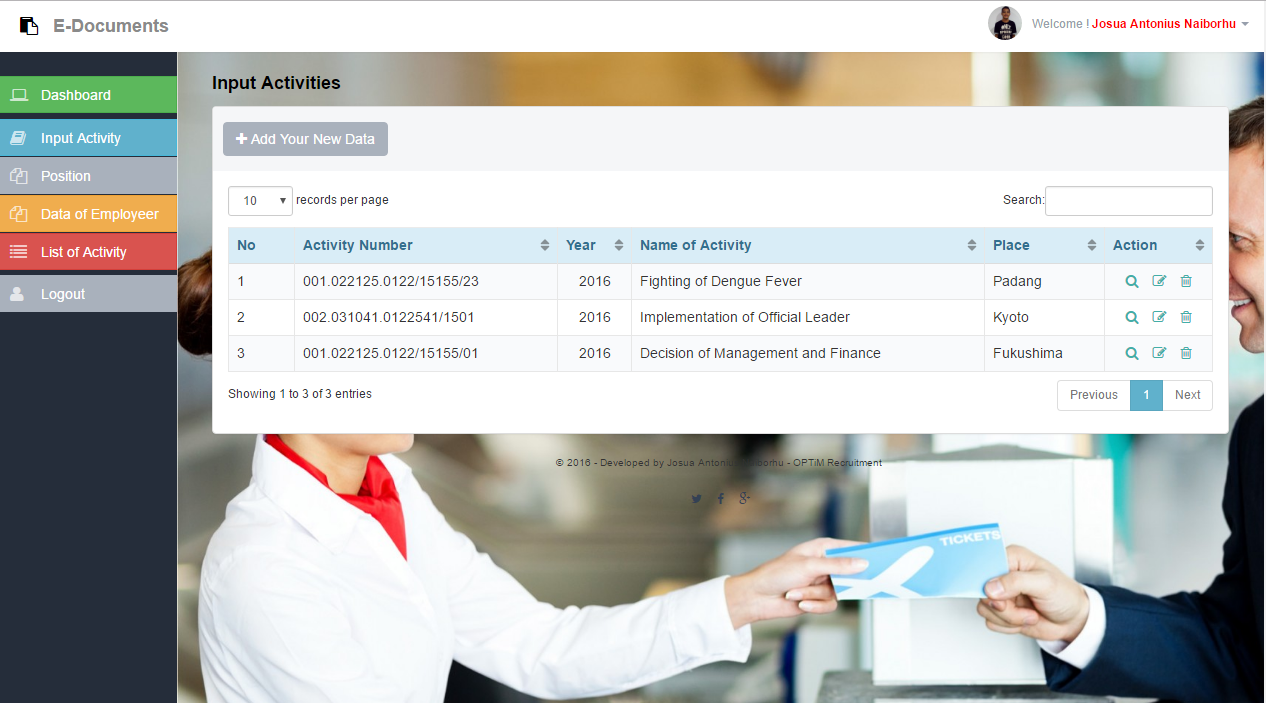 E-Documents
Welcome ! Josua Antonius Naiborhu
Dashboard
Input Activity
Position
Data of Employeer
List of Activity
Logout
Input Activities
Add Your New Data
10 records per page
Search:
No Activity Number Year Name of Activity Place Action
1 001.022125.0122/15155/23 2016 Fighting of Dengue Fever Padang
2 002.031041.0122541/1501 2016 Implementation of Official Leader Kyoto
3 001.022125.0122/15155/01 2016 Decision of Management and Finance Fukushima
Showing 1 to 3 of 3 entries
Previous 1 Next
© 2016 - Developed by Josua Antonius Naiborhu - OPTiM Recruitment
TICKETS